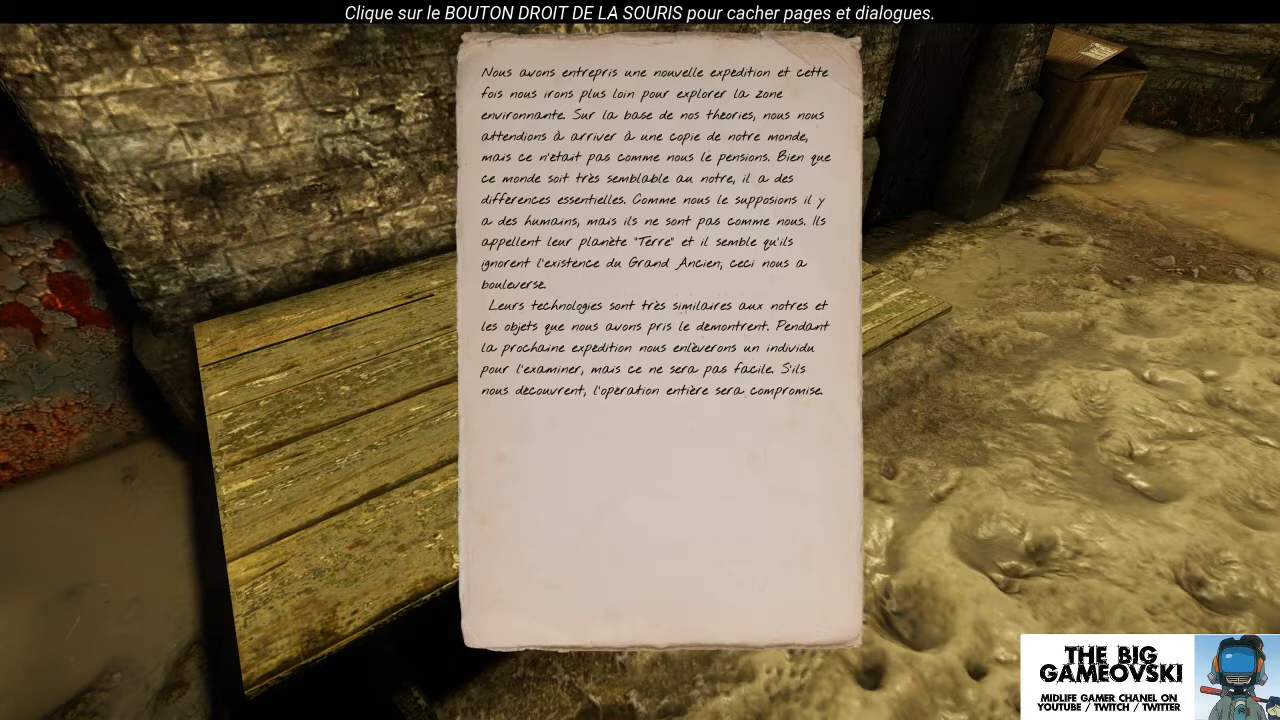 Clique sur le BOUTON DROIT DE LA SOURIS pour cacher pages et dialogues.
Nous avons entrepris une nouvelle expedition et cette
fois nous irons plus loin pour explorer la zone
environnante. Sur la base de nos théories, nous nous
attendions à arriver à une copie de notre monde,
mais ce n'etait pas comme nous le pensions. Bien que
ce monde soit très semblable au notre, il a des
differences essentielles. Comme nous le supposions il y
a des humains, mais ils ne sont pas comme nous. Ils
appellent leur planète "Terre" et il semble qu'ils
ignorent l'existence du Grand Ancien; ceci nous a
bouleverse.
Leurs technologies sont très similaires aux notres et
les objets que nous avons pris le demontrent. Pendant
la prochaine expedition nous enlèverons un individu
pour l'examiner, mais ce ne sera pas facile. S'ils
nous découvrent, l'operation entière sera compromise.
THE BIG
GAMEOVSKI
MIDLIFE GAMER CHANEL ON
YOUTUBE / TWITCH / TWITTER